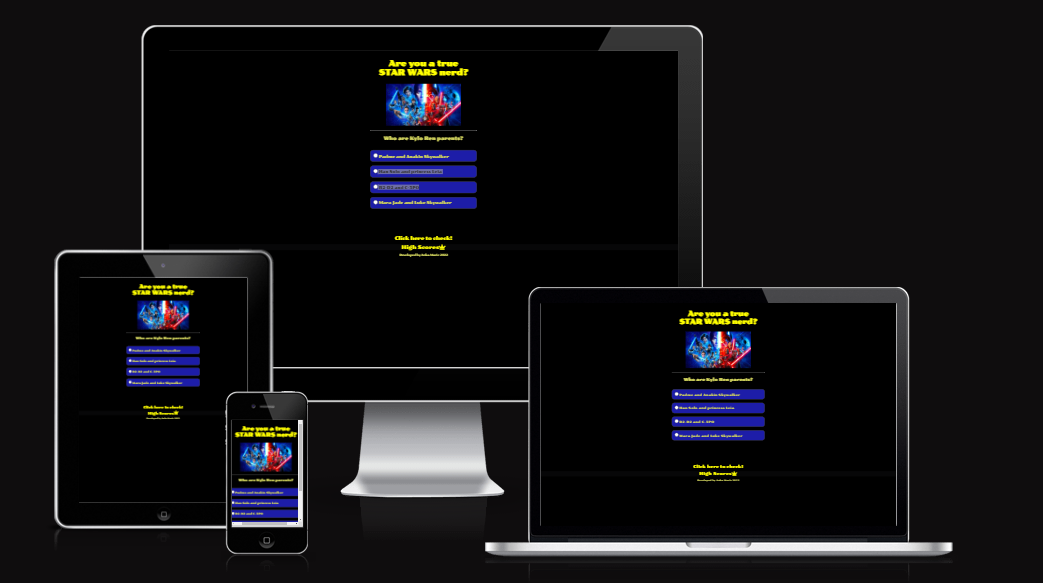 Are you a true
STAR WARS nerd?
Who are Kylo Ren parents?
Padme and Anakin Skywalker
Han Solo and princess Leia
R2-D2 and C-3PO
Mara Jade and Luke Skywalker
Click here to check!
High Scores
Are you a true
STAR WARS nerd?
Who are Kylo Ren parents?
Padme and Anakin Skywalker
Han Solo and princess Leia
R2-D2 and C-3PO
Mara Jade and Luke Skywalker
Click here to check!
High Scores
Are you a true
STAR WARS nerd?
Who are Kylo Ren parents?
Padme and Anakin Skywalker
Han Solo and princess Leia
R2-D2 and C-3PO
Are you a true
STAR WARS nerd?
Who are Kylo Ren parents?
Padme and Anakin Skywalker
Han Solo and princess Leia
R2-D2 and C-3PO
Mara Jade and Luke Skywalker
Click here to check!
High Scores